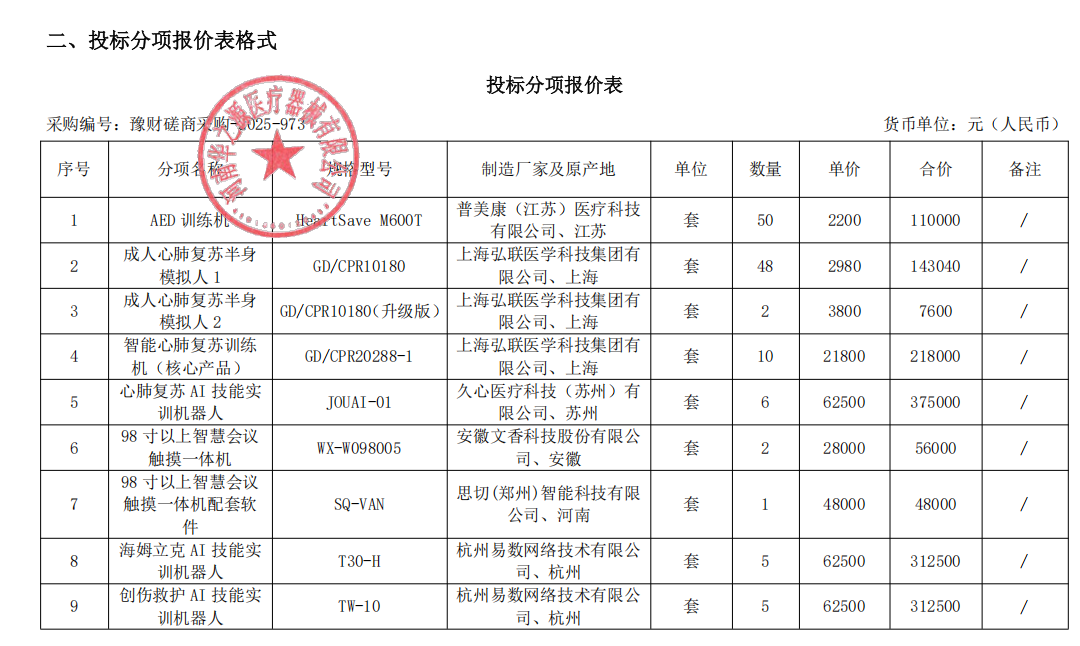 二、投标分项报价表格式
投标分项报价表
采购编号：豫财磋商采购-2025-973
货币单位：元（人民币）
序号 分项名称 规格型号 制造厂家及原产地 单位 数量 单价 合价 备注
1 AED 训练机 HeartSave M600T 普美康（江苏）医疗科技有限公司、江苏 套 50 2200 110000 /
2 成人心肺复苏半身模拟人 1 GD/CPR10180 上海弘联医学科技集团有限公司、上海 套 48 2980 143040 /
3 成人心肺复苏半身模拟人 2 GD/CPR10180(升级版) 上海弘联医学科技集团有限公司、上海 套 2 3800 7600 /
4 智能心肺复苏训练机（核心产品） GD/CPR20288-1 上海弘联医学科技集团有限公司、上海 套 10 21800 218000 /
5 心肺复苏 AI 技能实训机器人 JOUAI-01 久心医疗科技（苏州）有限公司、苏州 套 6 62500 375000 /
6 98 寸以上智慧会议触摸一体机 WX-W098005 安徽文香科技股份有限公司、安徽 套 2 28000 56000 /
7 98 寸以上智慧会议触摸一体机配套软件 SQ-VAN 思切(郑州)智能科技有限公司、河南 套 1 48000 48000 /
8 海姆立克 AI 技能实训机器人 T30-H 杭州易数网络技术有限公司、杭州 套 5 62500 312500 /
9 创伤救护 AI 技能实训机器人 TW-10 杭州易数网络技术有限公司、杭州 套 5 62500 312500 /
河南华之源医疗器械有限公司